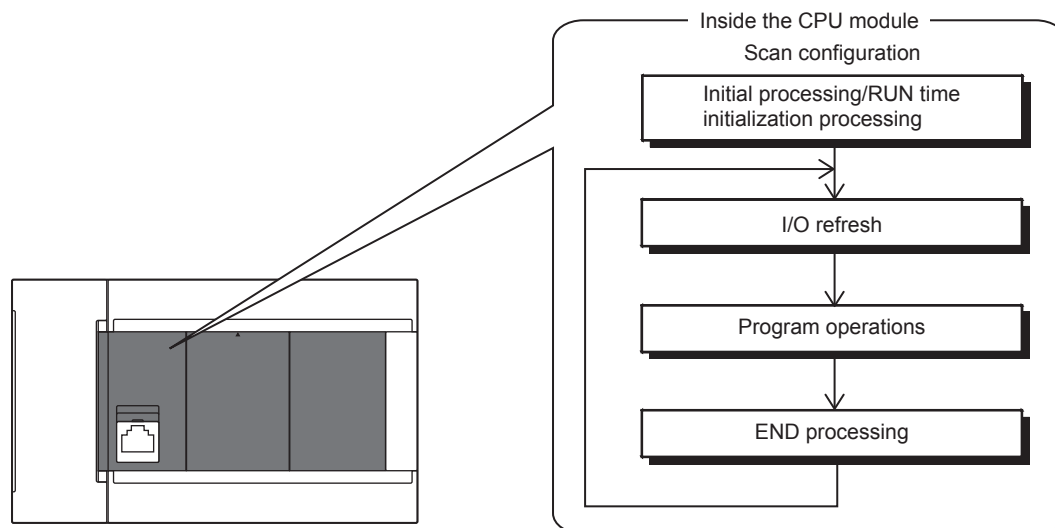 Inside the CPU module
Scan configuration
Initial processing/RUN time
initialization processing
I/O refresh
Program operations
END processing